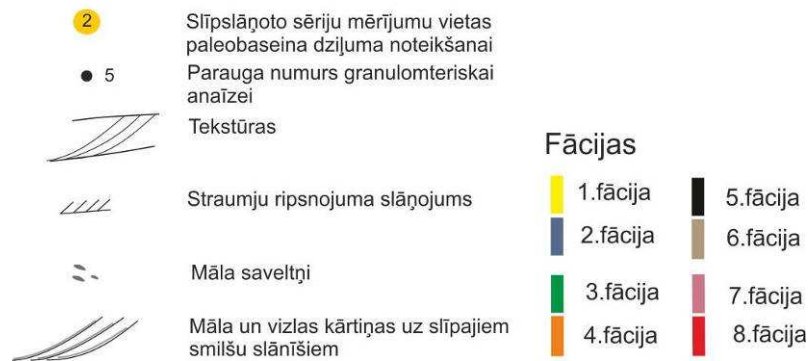 2
Slīpslāņoto sēriju mērījumu vietas
paleobaseina dziļuma noteikšanai
5
Parauga numurs granulomteriskai
anaīzei
Tekstūras
Straumju ripsnojuma slāņojums
Māla saveltņi
Māla un vizlas kārtiņas uz slīpajiem
smilšu slānīšiem
Fācijas
1.fācija
2.fācija
3.fācija
4.fācija
5.fācija
6.fācija
7.fācija
8.fācija